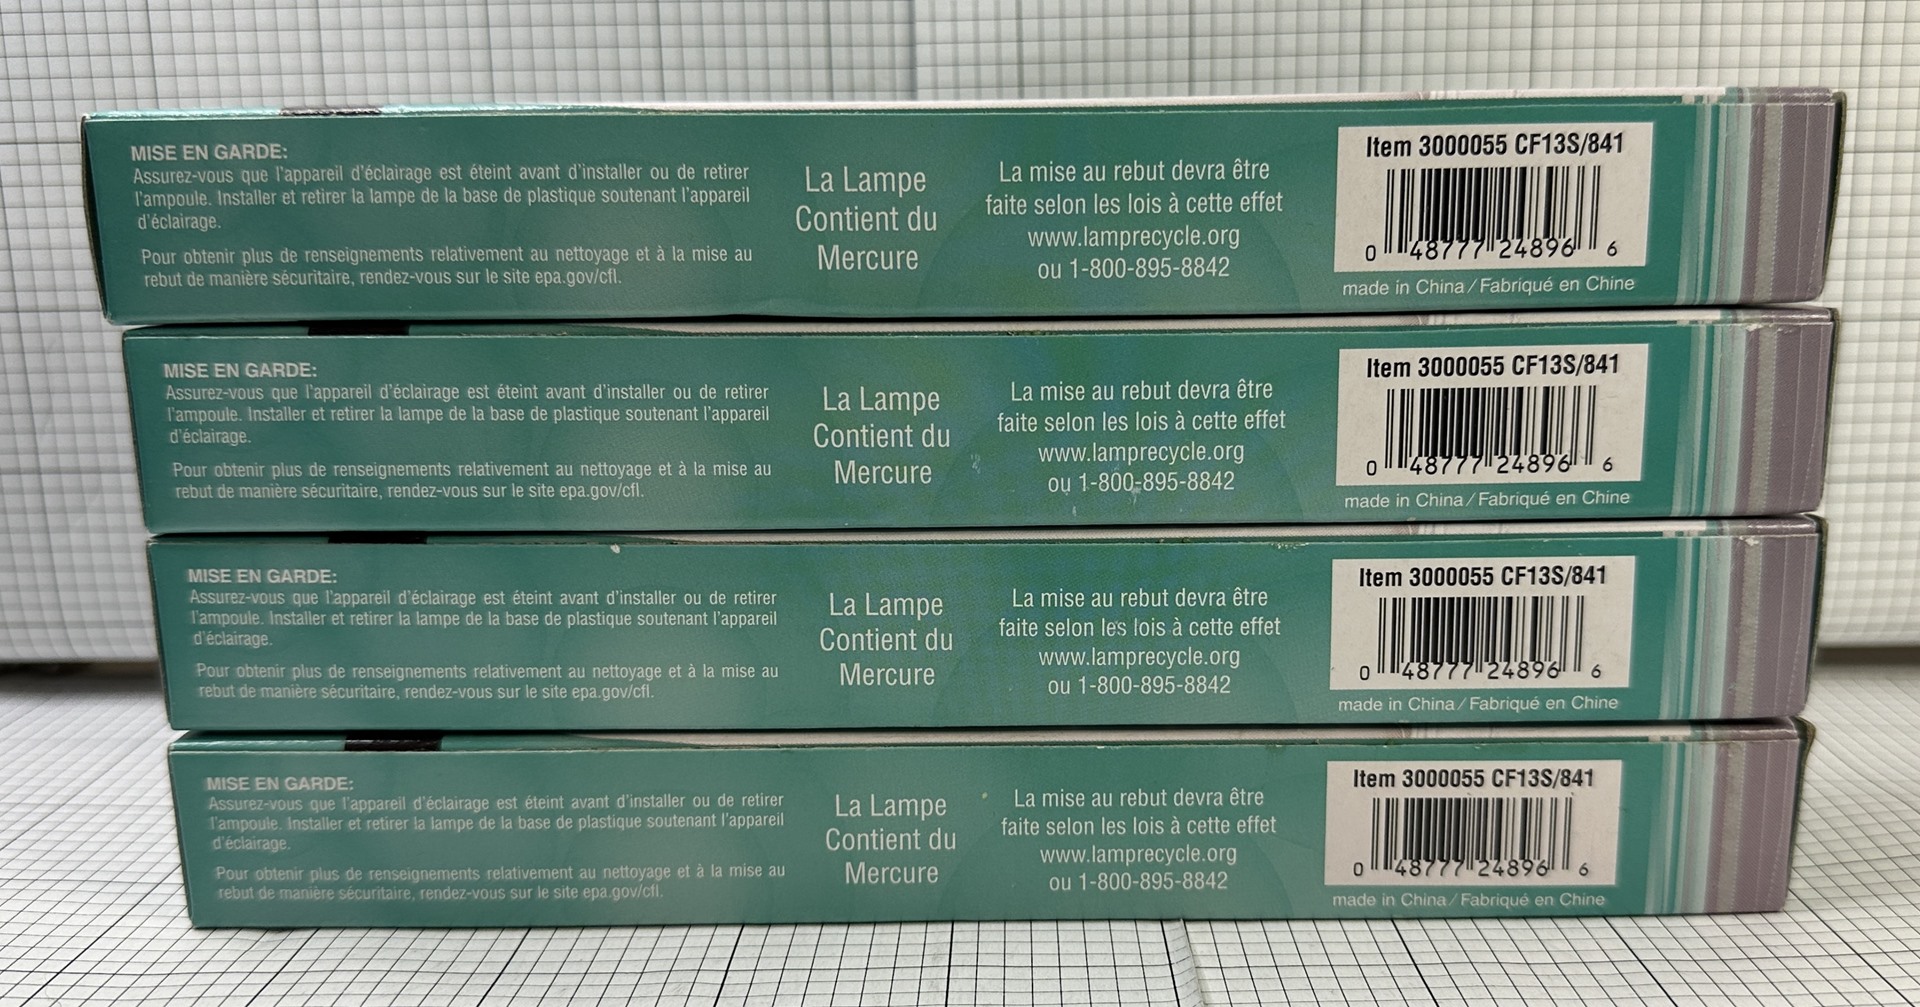 MISE EN GARDE:
Assurez-vous que l'appareil d'éclairage est éteint avant d'installer ou de retirer
l'ampoule. Installer et retirer la lampe de la base de plastique soutenant l'appareil
d'éclairage.
Pour obtenir plus de renseignements relativement au nettoyage et à la mise au
rebut de manière sécuritaire, rendez-vous sur le site epa.gov/cfl.
La Lampe
Contient du
Mercure
La mise au rebut devra être
faite selon les lois à cette effet
www.lamprecycle.org
ou 1-800-895-8842
Item 3000055 CF13S/841
0 48777 24896 6
made in China / Fabriqué en Chine
MISE EN GARDE:
Assurez-vous que l'appareil d'éclairage est éteint avant d'installer ou de retirer
l'ampoule. Installer et retirer la lampe de la base de plastique soutenant l'appareil
d'éclairage.
Pour obtenir plus de renseignements relativement au nettoyage et à la mise au
rebut de manière sécuritaire, rendez-vous sur le site epa.gov/cfl.
La Lampe
Contient du
Mercure
La mise au rebut devra être
faite selon les lois à cette effet
www.lamprecycle.org
ou 1-800-895-8842
Item 3000055 CF13S/841
0 48777 24896 6
made in China / Fabriqué en Chine
MISE EN GARDE:
Assurez-vous que l'appareil d'éclairage est éteint avant d'installer ou de retirer
l'ampoule. Installer et retirer la lampe de la base de plastique soutenant l'appareil
d'éclairage.
Pour obtenir plus de renseignements relativement au nettoyage et à la mise au
rebut de manière sécuritaire, rendez-vous sur le site epa.gov/cfl.
La Lampe
Contient du
Mercure
La mise au rebut devra être
faite selon les lois à cette effet
www.lamprecycle.org
ou 1-800-895-8842
Item 3000055 CF13S/841
0 48777 24896 6
made in China / Fabriqué en Chine
MISE EN GARDE:
Assurez-vous que l'appareil d'éclairage est éteint avant d'installer ou de retirer
l'ampoule. Installer et retirer la lampe de la base de plastique soutenant l'appareil
d'éclairage.
Pour obtenir plus de renseignements relativement au nettoyage et à la mise au
rebut de manière sécuritaire, rendez-vous sur le site epa.gov/cfl.
La Lampe
Contient du
Mercure
La mise au rebut devra être
faite selon les lois à cette effet
www.lamprecycle.org
ou 1-800-895-8842
Item 3000055 CF13S/841
0 48777 24896 6
made in China / Fabriqué en Chine